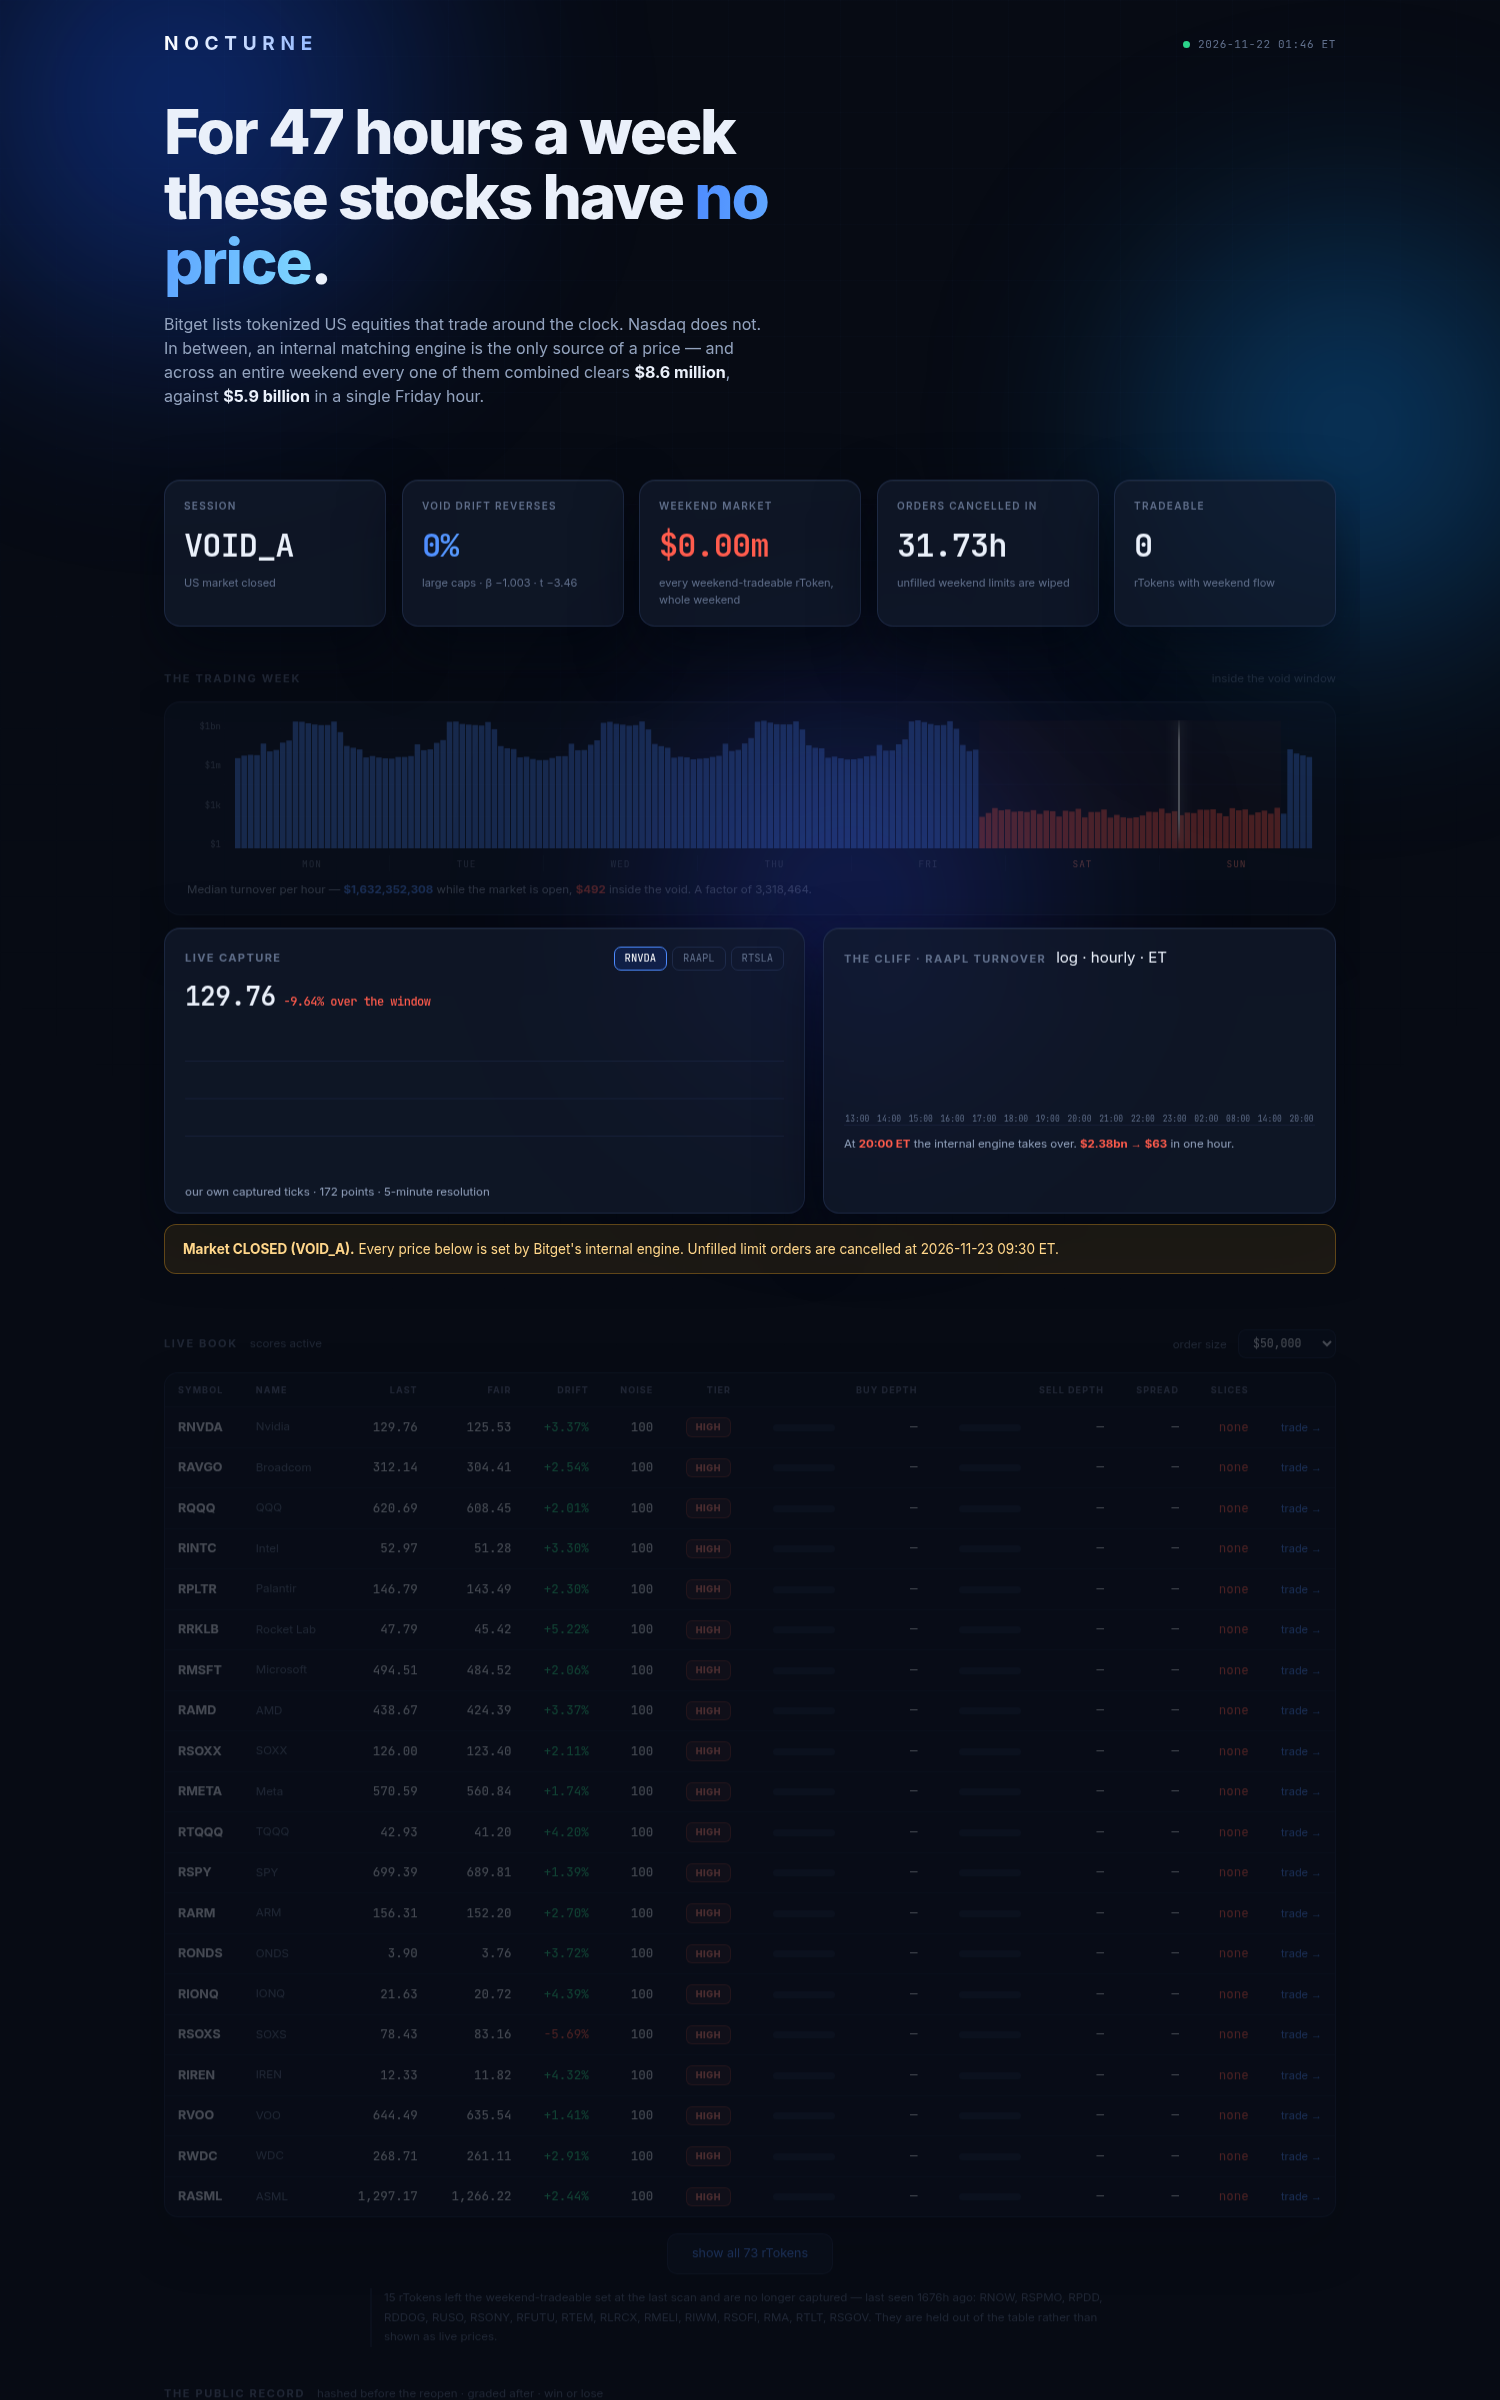 NOCTURNE
2026-11-22 01:46 ET
For 47 hours a week
these stocks have no
price.
Bitget lists tokenized US equities that trade around the clock. Nasdaq does not.
In between, an internal matching engine is the only source of a price — and
across an entire weekend every one of them combined clears $8.6 million,
against $5.9 billion in a single Friday hour.
SESSION
VOID_A
US market closed
VOID DRIFT REVERSES
0%
large caps · β −1.003 · t −3.46
WEEKEND MARKET
$0.00m
every weekend-tradeable rToken,
whole weekend
ORDERS CANCELLED IN
31.73h
unfilled weekend limits are wiped
TRADEABLE
0
rTokens with weekend flow
THE TRADING WEEK
inside the void window
$1bn
$1m
$1k
$1
MON TUE WED THU FRI SAT SUN
Median turnover per hour — $1,632,352,308 while the market is open, $492 inside the void. A factor of 3,318,464.
LIVE CAPTURE
RNVDA RAAPL RTSLA
129.76 -9.64% over the window
our own captured ticks · 172 points · 5-minute resolution
THE CLIFF · RAAPL TURNOVER log · hourly · ET
13:00 14:00 15:00 16:00 17:00 18:00 19:00 20:00 21:00 22:00 23:00 02:00 08:00 14:00 20:00
At 20:00 ET the internal engine takes over. $2.38bn → $63 in one hour.
Market CLOSED (VOID_A). Every price below is set by Bitget's internal engine. Unfilled limit orders are cancelled at 2026-11-23 09:30 ET.
LIVE BOOK scores active
order size $50,000
SYMBOL NAME LAST FAIR DRIFT NOISE TIER BUY DEPTH SELL DEPTH SPREAD SLICES
RNVDA Nvidia 129.76 125.53 +3.37% 100 HIGH — — — none trade →
RAVGO Broadcom 312.14 304.41 +2.54% 100 HIGH — — — none trade →
RQQQ QQQ 620.69 608.45 +2.01% 100 HIGH — — — none trade →
RINTC Intel 52.97 51.28 +3.30% 100 HIGH — — — none trade →
RPLTR Palantir 146.79 143.49 +2.30% 100 HIGH — — — none trade →
RRKLB Rocket Lab 47.79 45.42 +5.22% 100 HIGH — — — none trade →
RMSFT Microsoft 494.51 484.52 +2.06% 100 HIGH — — — none trade →
RAMD AMD 438.67 424.39 +3.37% 100 HIGH — — — none trade →
RSOXX SOXX 126.00 123.40 +2.11% 100 HIGH — — — none trade →
RMETA Meta 570.59 560.84 +1.74% 100 HIGH — — — none trade →
RTQQQ TQQQ 42.93 41.20 +4.20% 100 HIGH — — — none trade →
RSPY SPY 699.39 689.81 +1.39% 100 HIGH — — — none trade →
RARM ARM 156.31 152.20 +2.70% 100 HIGH — — — none trade →
RONDS ONDS 3.90 3.76 +3.72% 100 HIGH — — — none trade →
RIONQ IONQ 21.63 20.72 +4.39% 100 HIGH — — — none trade →
RSOXS SOXS 78.43 83.16 -5.69% 100 HIGH — — — none trade →
RIREN IREN 12.33 11.82 +4.32% 100 HIGH — — — none trade →
RVOO VOO 644.49 635.54 +1.41% 100 HIGH — — — none trade →
RWDC WDC 268.71 261.11 +2.91% 100 HIGH — — — none trade →
RASML ASML 1,297.17 1,266.22 +2.44% 100 HIGH — — — none trade →
show all 73 rTokens
15 rTokens left the weekend-tradeable set at the last scan and are no longer captured — last seen 1676h ago: RNOW, RSPMO, RPDD,
RDDOG, RUSO, RSONY, RFUTU, RTEM, RLRCX, RMELI, RIWM, RSOFI, RMA, RTLT, RSGOV. They are held out of the table rather than
shown as live prices.
THE PUBLIC RECORD hashed before the reopen · graded after · win or lose